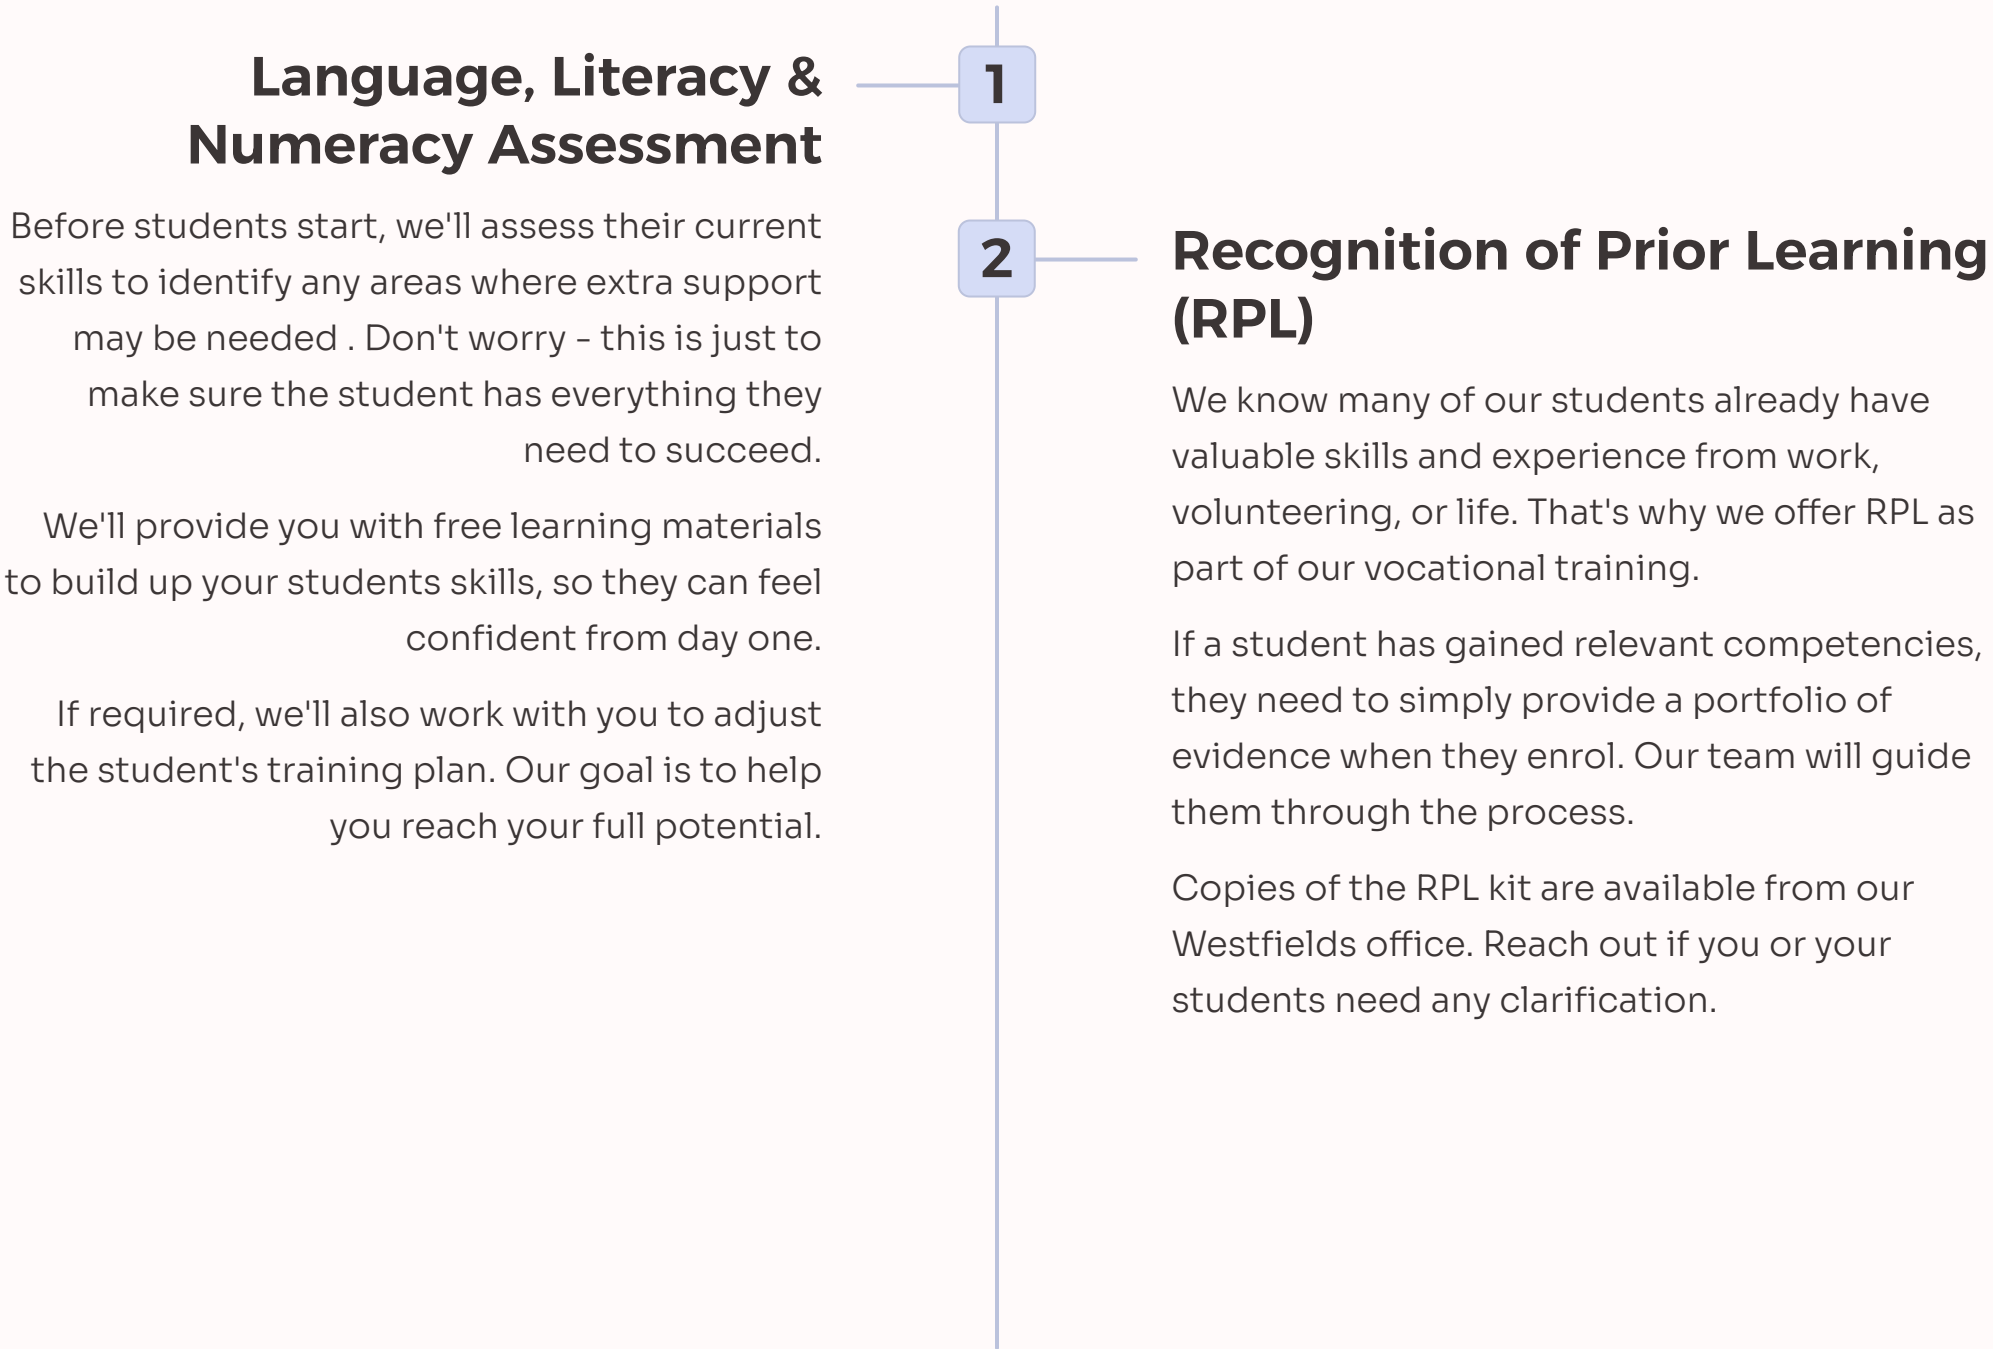 1
Language, Literacy &
Numeracy Assessment
Before students start, we'll assess their current
skills to identify any areas where extra support
may be needed . Don't worry - this is just to
make sure the student has everything they
need to succeed.
We'll provide you with free learning materials
to build up your students skills, so they can feel
confident from day one.
If required, we'll also work with you to adjust
the student's training plan. Our goal is to help
you reach your full potential.
2
Recognition of Prior Learning
(RPL)
We know many of our students already have
valuable skills and experience from work,
volunteering, or life. That's why we offer RPL as
part of our vocational training.
If a student has gained relevant competencies,
they need to simply provide a portfolio of
evidence when they enrol. Our team will guide
them through the process.
Copies of the RPL kit are available from our
Westfields office. Reach out if you or your
students need any clarification.